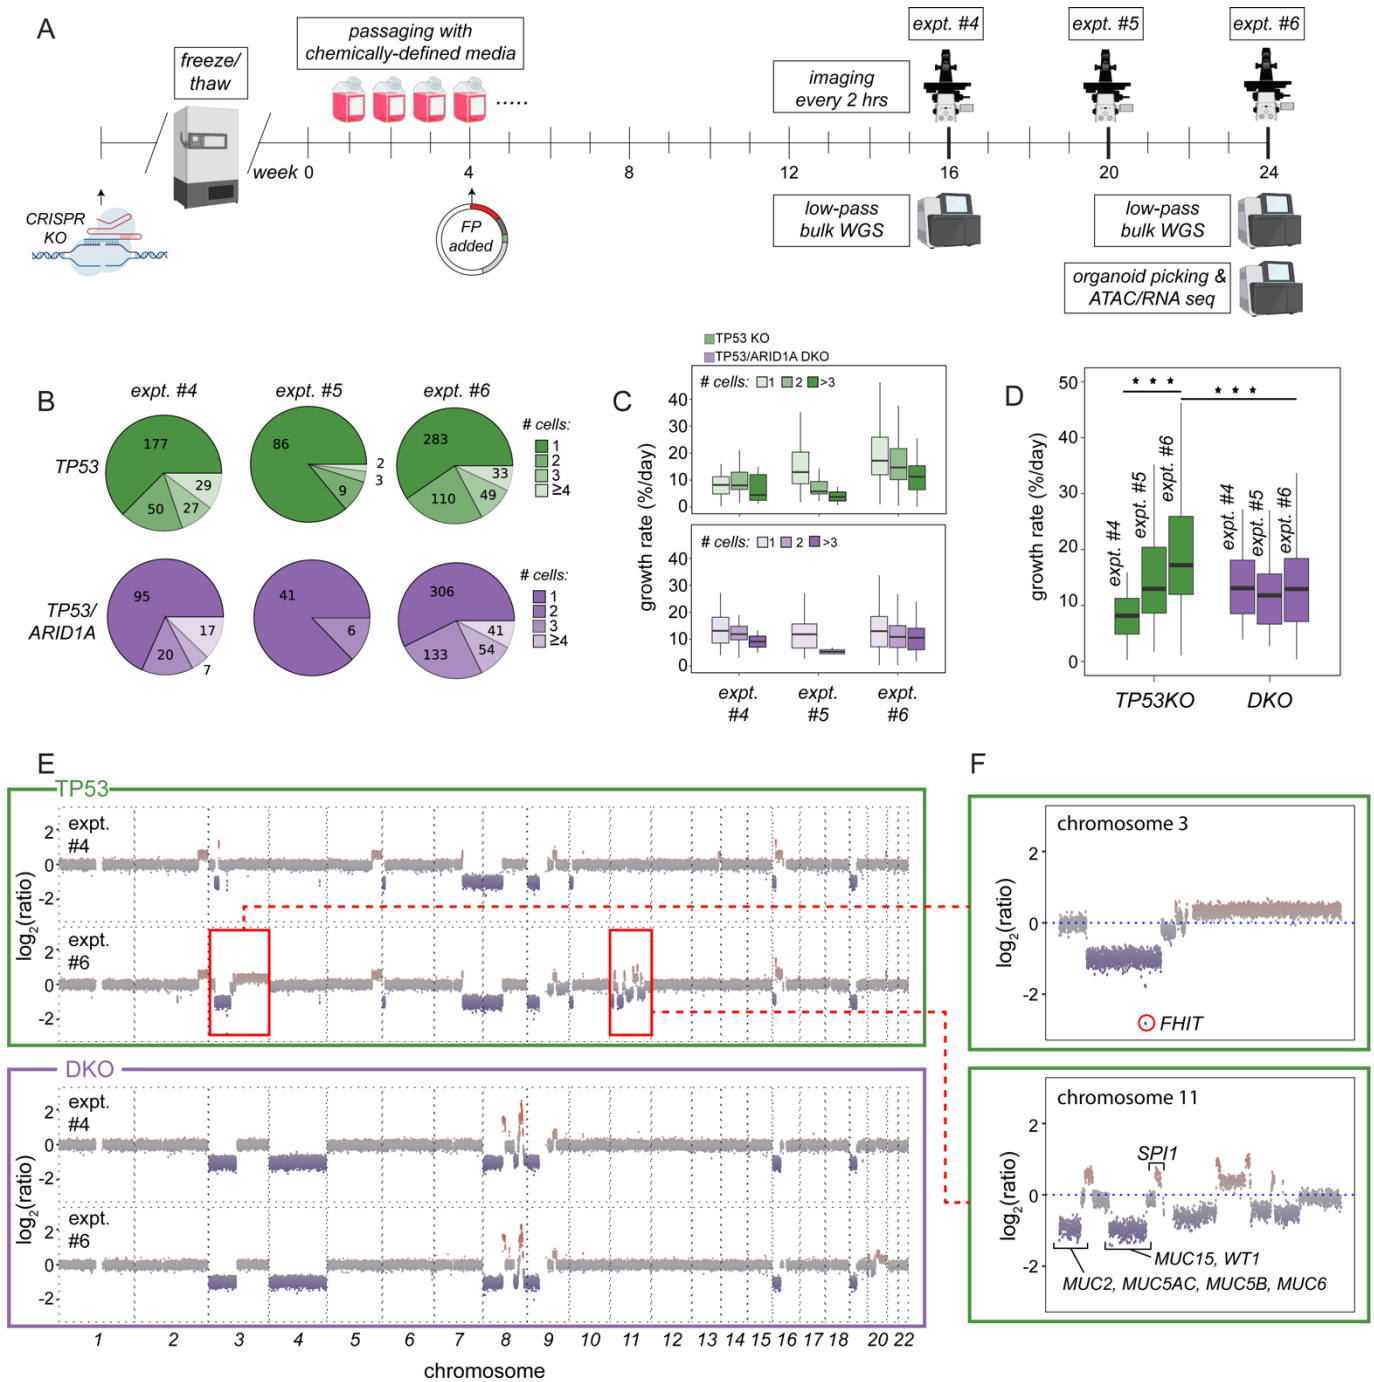 A
freeze/
thaw
passaging with
chemically-defined media
.....
expt. #4
expt. #5
expt. #6
imaging
every 2 hrs
week 0
4
8
12
16
20
24
CRISPR
KO
FP
added
low-pass
bulk WGS
low-pass
bulk WGS
organoid picking &
ATAC/RNA seq
B
expt. #4
expt. #5
expt. #6
TP53
177
50
27
29
86
9
3
2
283
110
49
33
# cells:
1
2
3
≥4
TP53/
ARID1A
95
20
7
17
41
6
306
133
54
41
# cells:
1
2
3
≥4
C
TP53 KO
TP53/ARID1A DKO
# cells: 1 2 >3
40
30
20
10
0
# cells: 1 2 >3
40
30
20
10
0
growth rate (%/day)
expt.
#4
expt.
#5
expt.
#6
D
50
40
30
20
10
0
growth rate (%/day)
★ ★ ★
★ ★ ★
expt. #4
expt. #5
expt. #6
expt. #4
expt. #5
expt. #6
TP53KO
DKO
E
TP53
expt.
#4
2
0
-2
expt.
#6
2
0
-2
log2(ratio)
DKO
expt.
#4
2
0
-2
expt.
#6
2
0
-2
log2(ratio)
1 2 3 4 5 6 7 8 9 10 11 12 13 14 15 16 17 18 20 22
chromosome
F
chromosome 3
2
0
-2
log2(ratio)
FHIT
chromosome 11
2
0
-2
log2(ratio)
SPI1
MUC15, WT1
MUC2, MUC5AC, MUC5B, MUC6